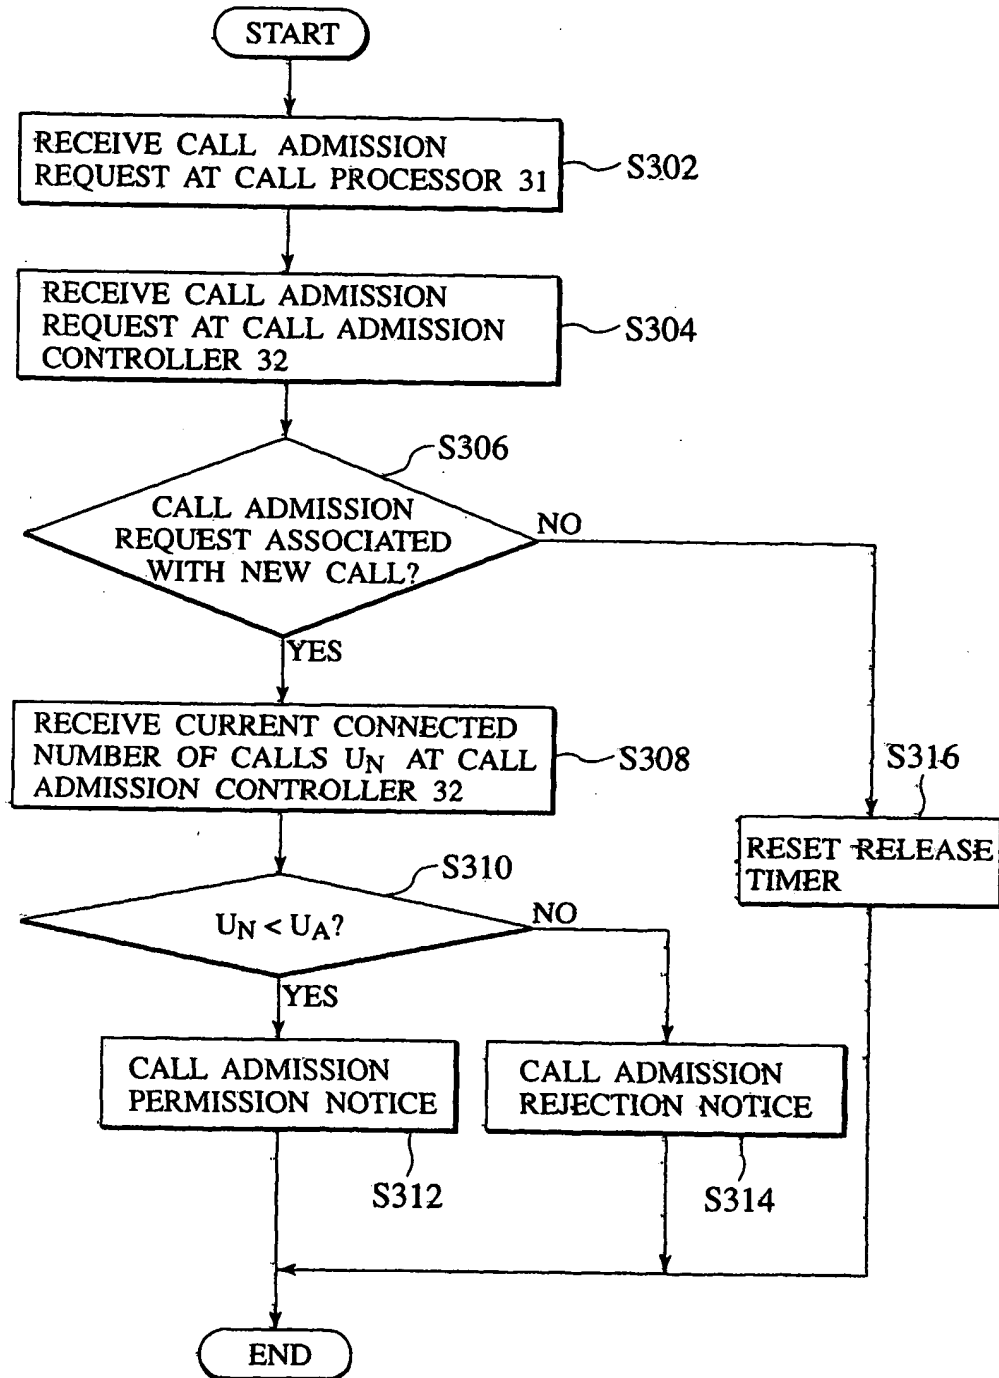 START
RECEIVE CALL ADMISSION
REQUEST AT CALL PROCESSOR 31
S302
RECEIVE CALL ADMISSION
REQUEST AT CALL ADMISSION
CONTROLLER 32
S304
S306
CALL ADMISSION
REQUEST ASSOCIATED
WITH NEW CALL?
NO
YES
RECEIVE CURRENT CONNECTED
NUMBER OF CALLS UN AT CALL
ADMISSION CONTROLLER 32
S308
S316
RESET RELEASE
TIMER
S310
UN < UA?
NO
YES
CALL ADMISSION
PERMISSION NOTICE
S312
CALL ADMISSION
REJECTION NOTICE
S314
END